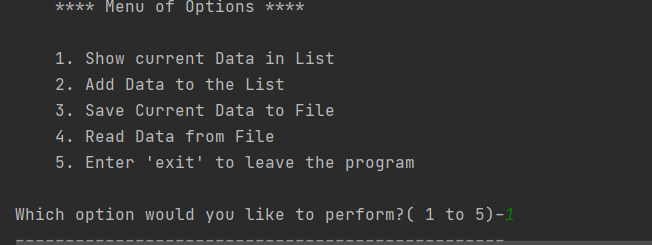 **** Menu of Options ****
1. Show current Data in List
2. Add Data to the List
3. Save Current Data to File
4. Read Data from File
5. Enter 'exit' to leave the program
Which option would you like to perform?( 1 to 5)-1
-------------------------------------------------